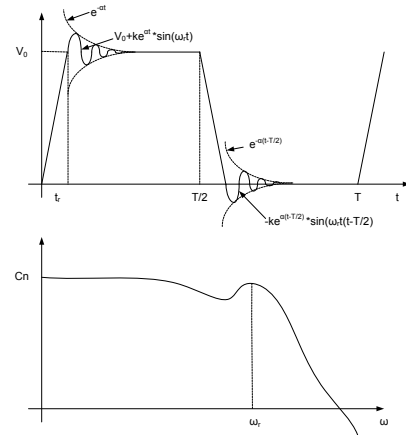 e^-αt
V₀+ke^αt *sin(ωᵣt)
V₀
e^-α(t-T/2)
tᵣ
T/2
T
t
-ke^α(t-T/2)*sin(ωᵣt(t-T/2)
Cn
ωᵣ
ω